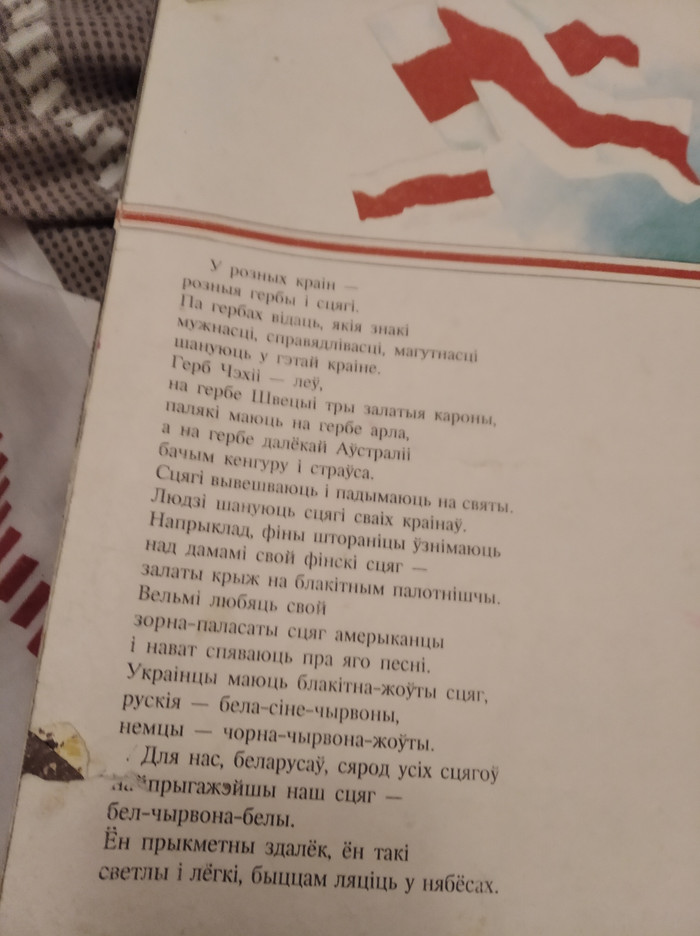 У розных краін —
розныя гербы і сцягі.
Па гербах відаць, якія знакі
мужнасці, справядлівасці, магутнасці
шануюць у гэтай краіне.
Герб Чэхіі — леў,
на гербе Швецыі тры залатыя кароны,
палякі маюць на гербе арла,
а на гербе далёкай Аўстраліі
бачым кенгуру і страўса.
Сцягі вывешваюць і падымаюць на святы.
Людзі шануюць сцягі сваіх краінаў.
Напрыклад, фіны штораніцы ўзнімаюць
над дамамі свой фінскі сцяг —
залаты крыж на блакітным палотнішчы.
Вельмі любяць свой
зорна-паласаты сцяг амерыканцы
і нават спяваюць пра яго песні.
Украінцы маюць блакітна-жоўты сцяг,
рускія — бела-сіне-чырвоны,
немцы — чорна-чырвона-жоўты.
Для нас, беларусаў, сярод усіх сцягоў
найпрыгажэйшы наш сцяг —
бел-чырвона-белы.
Ён прыкметны здалёк, ён такі
светлы і лёгкі, быццам ляціць у нябёсах.